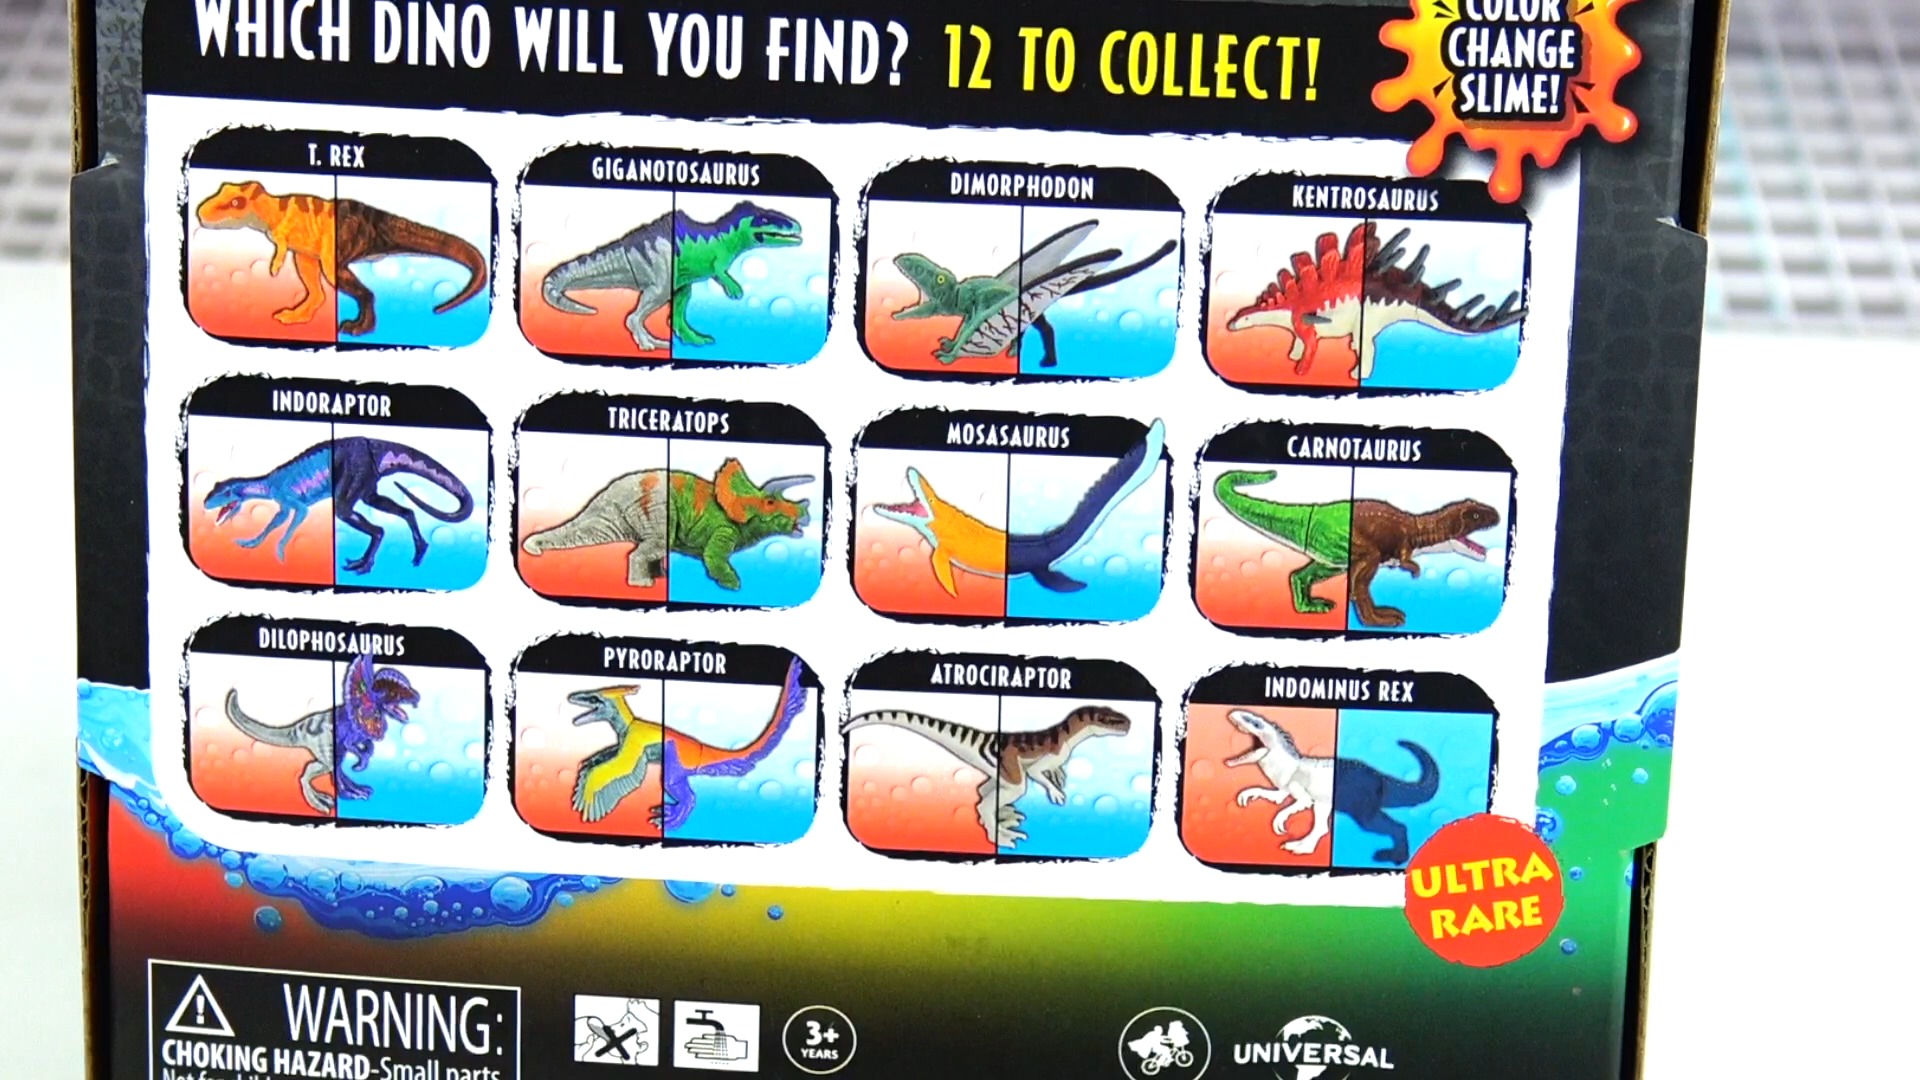 WHICH DINO WILL YOU FIND? 12 TO COLLECT!
COLOR
CHANGE
SLIME!
T. REX
GIGANOTOSAURUS
DIMORPHODON
KENTROSAURUS
INDORAPTOR
TRICERATOPS
MOSASAURUS
CARNOTAURUS
DILOPHOSAURUS
PYRORAPTOR
ATROCIRAPTOR
INDOMINUS REX
ULTRA
RARE
WARNING:
CHOKING HAZARD-Small parts
3+
YEARS
UNIVERSAL